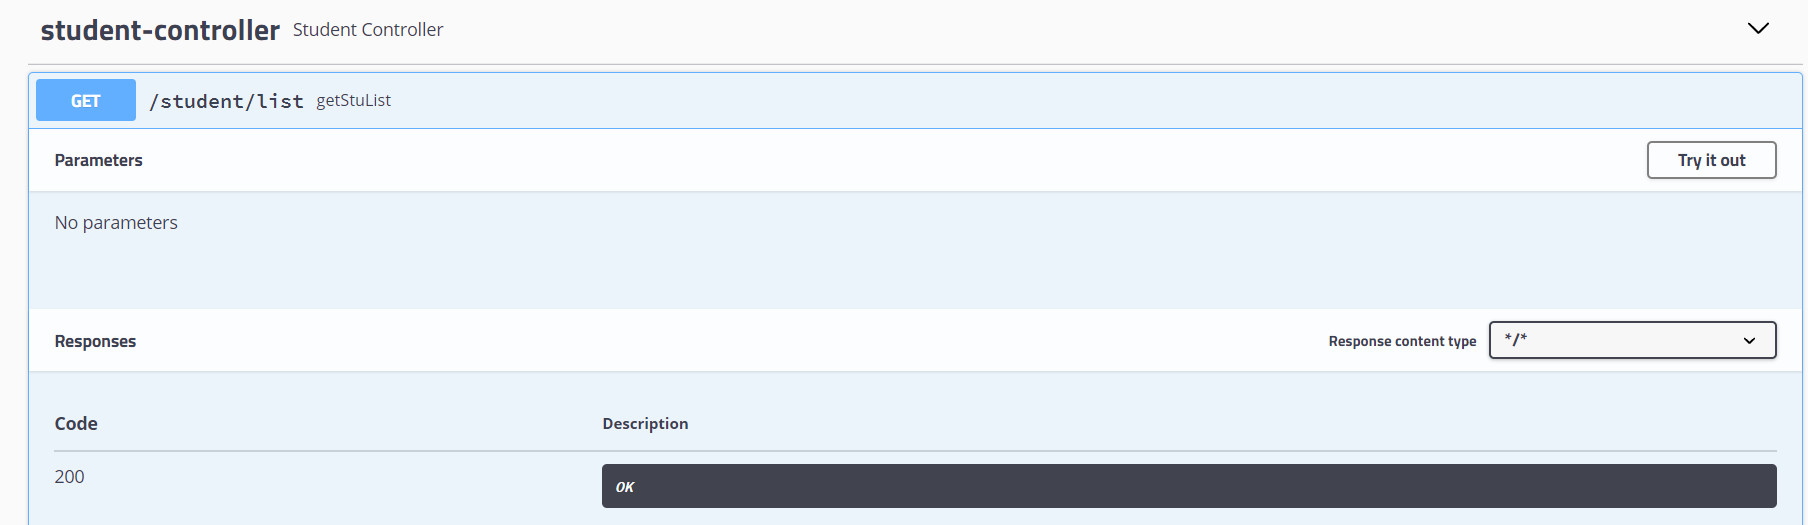 student-controller Student Controller
GET /student/list getStuList
Parameters Try it out
No parameters
Responses Response content type */*
Code Description
200 OK